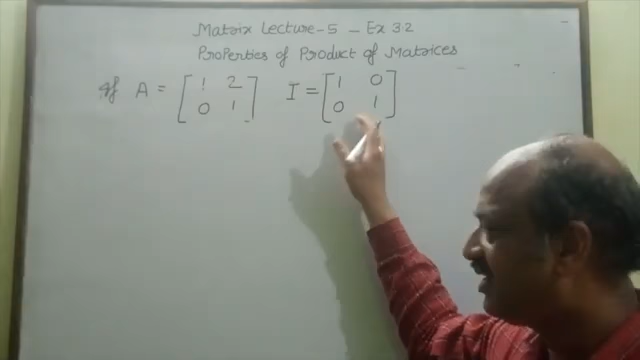 Matrix Lecture-5 - Ex 3.2
Properties of Product of Matrices
If A = [1 2 I = [1 0
0 1] 0 1]